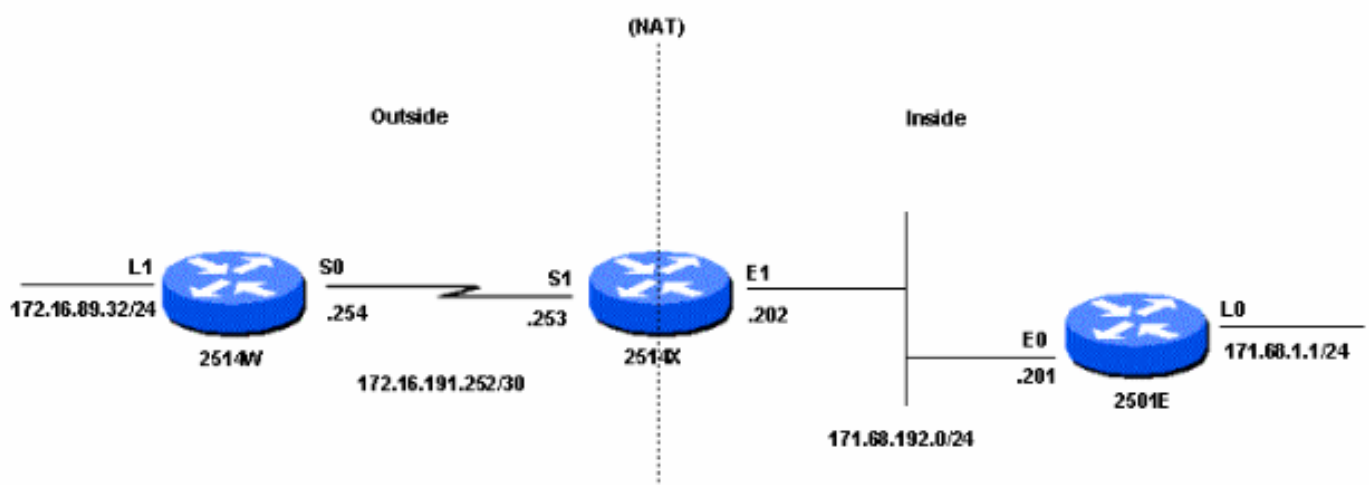 (NAT)
Outside
Inside
L1
172.16.89.32/24
2514W
S0
.254
172.16.191.252/30
S1
.253
2514X
E1
.202
171.68.192.0/24
E0
.201
2501E
L0
171.68.1.1/24